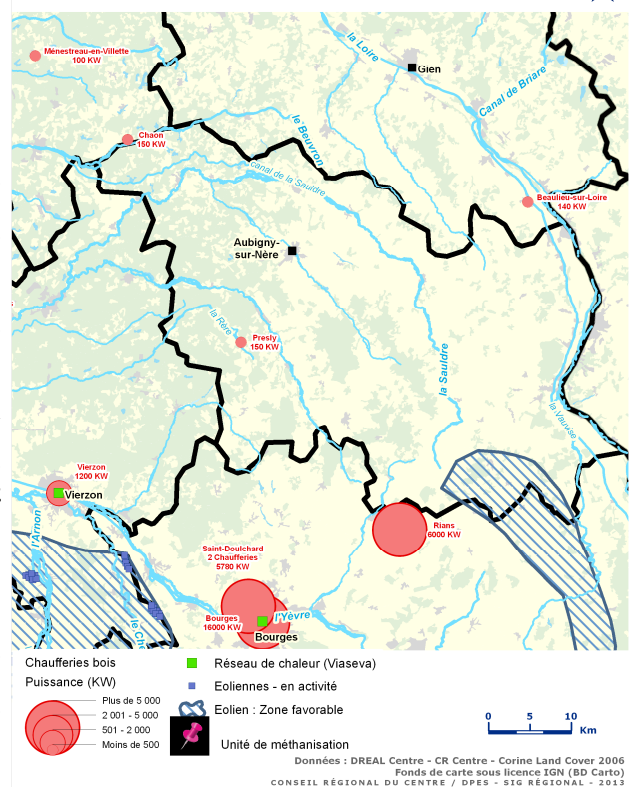 Ménestreau-en-Villette
100 KW
la Loire
Gien
Canal de Briare
Chaon
150 KW
le Beuvron
Canal de la Sauldre
Beaulieu-sur-Loire
140 KW
Aubigny-
sur-Nère
la Rère
Presly
150 KW
la Sauldre
la Vauvise
Vierzon
1200 KW
Vierzon
l'Arnon
Rians
6000 KW
Saint-Doulchard
2 Chaufferies
5780 KW
Bourges
16000 KW
l'Yèvre
Bourges
le Che
Chaufferies bois
Puissance (KW)
Plus de 5 000
2 001 - 5 000
501 - 2 000
Moins de 500
Réseau de chaleur (Viaseva)
Eoliennes - en activité
Eolien : Zone favorable
Unité de méthanisation
0 5 10
Km
Données : DREAL Centre - CR Centre - Corine Land Cover 2006
Fonds de carte sous licence IGN (BD Carto)
CONSEIL RÉGIONAL DU CENTRE / DPES - SIG RÉGIONAL - 2013